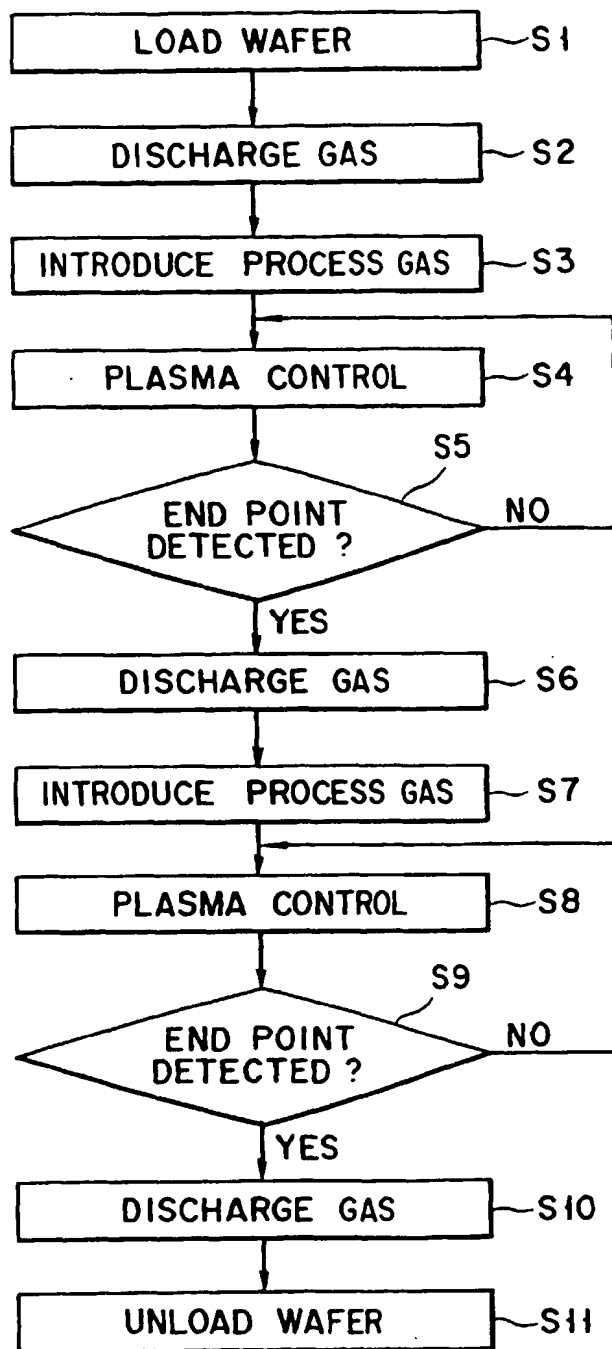 LOAD WAFER S1
DISCHARGE GAS S2
INTRODUCE PROCESS GAS S3
PLASMA CONTROL S4
S5
END POINT NO
DETECTED ?
YES
DISCHARGE GAS S6
INTRODUCE PROCESS GAS S7
PLASMA CONTROL S8
S9
END POINT NO
DETECTED ?
YES
DISCHARGE GAS S10
UNLOAD WAFER S11